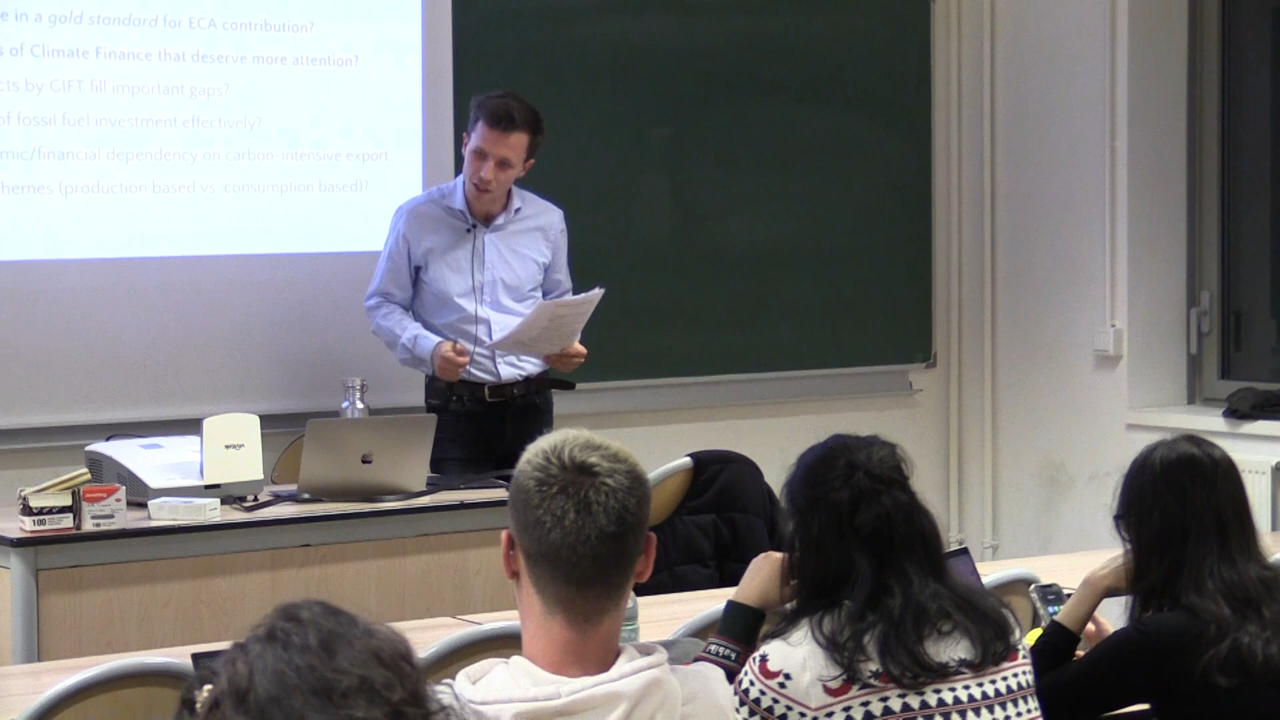 e in a gold standard for ECA contribution?
s of Climate Finance that deserve more attention?
cts by GIFT fill important gaps?
of fossil fuel investment effectively?
mic/financial dependency on carbon-intensive export
hemes (production based vs. consumption based)?
100
100